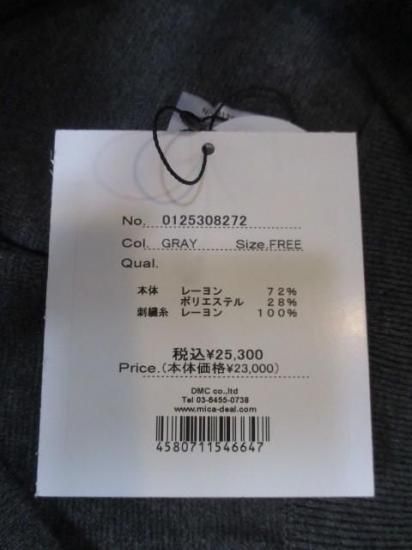 No. 0125308272
Col. GRAY Size.FREE
Qual.
本体 レーヨン 72%
ポリエステル 28%
刺繍糸 レーヨン 100%
税込¥25,300
Price.(本体価格¥23,000)
DMC co.,ltd
Tel 03-6455-0738
www.mica-deal.com
4580711546647